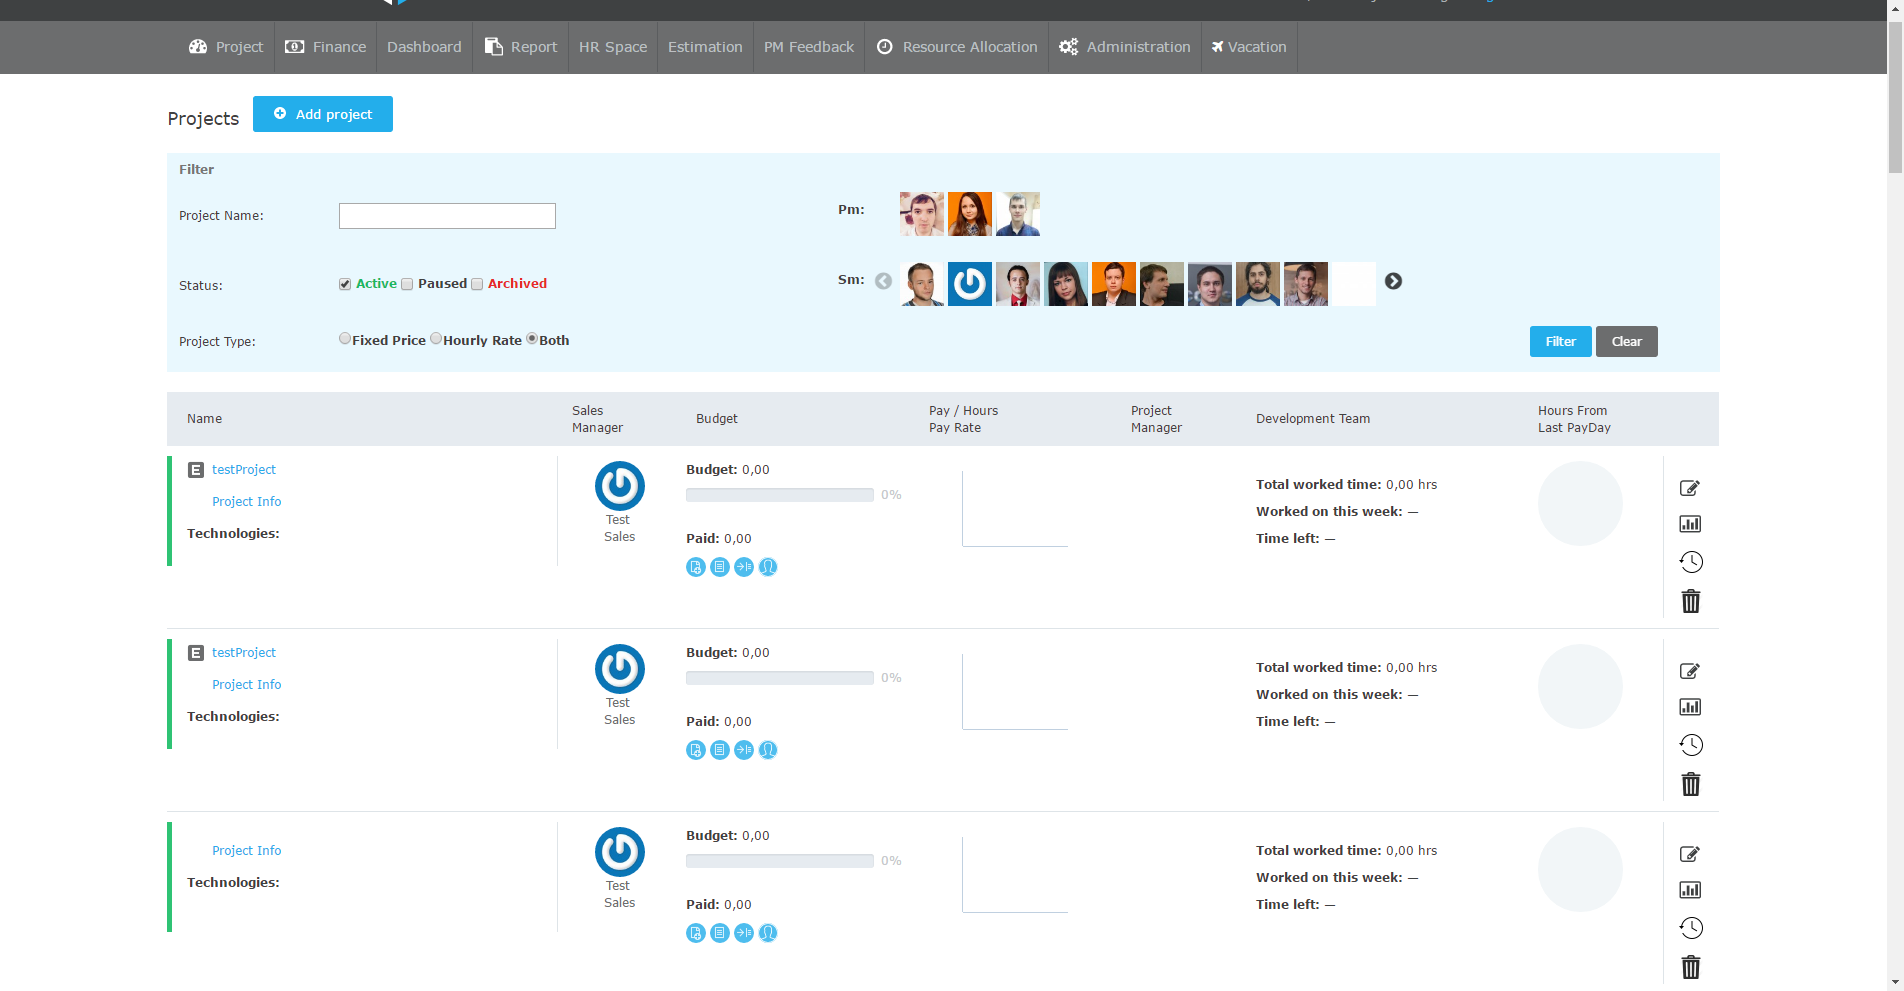 Project Finance Dashboard Report HR Space Estimation PM Feedback Resource Allocation Administration Vacation
Projects Add project
Filter
Project Name: Pm:
Status: Active Paused Archived Sm:
Project Type: Fixed Price Hourly Rate Both Filter Clear
Name Sales Manager Budget Pay / Hours Pay Rate Project Manager Development Team Hours From Last PayDay
E testProject
Project Info
Technologies:
Test
Sales
Budget: 0,00
0%
Paid: 0,00
Total worked time: 0,00 hrs
Worked on this week: —
Time left: —
E testProject
Project Info
Technologies:
Test
Sales
Budget: 0,00
0%
Paid: 0,00
Total worked time: 0,00 hrs
Worked on this week: —
Time left: —
Project Info
Technologies:
Test
Sales
Budget: 0,00
0%
Paid: 0,00
Total worked time: 0,00 hrs
Worked on this week: —
Time left: —